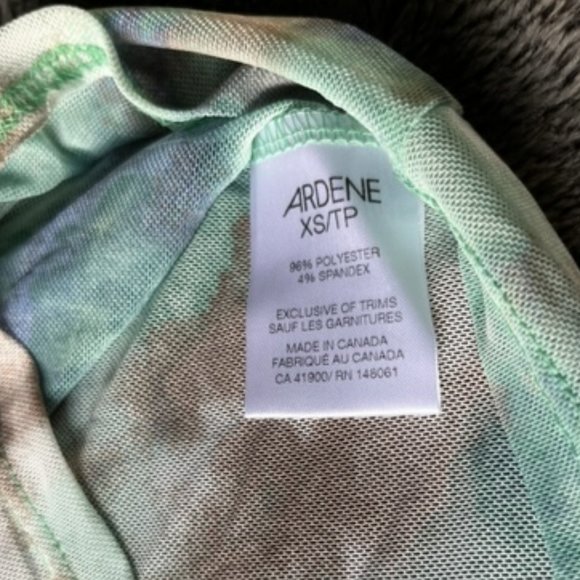 ARDENE
XS/TP
96% POLYESTER
4% SPANDEX
EXCLUSIVE OF TRIMS
SAUF LES GARNITURES
MADE IN CANADA
FABRIQUÉ AU CANADA
CA 41900/ RN 148061